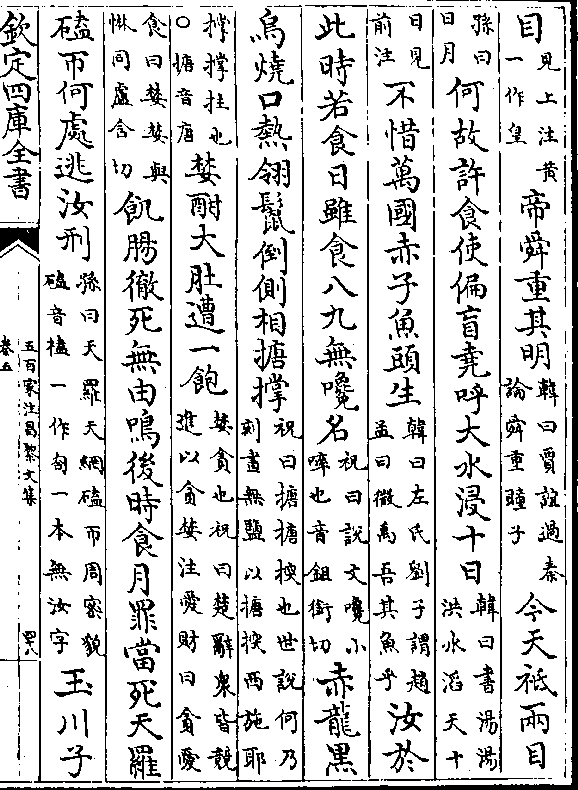 目見上注黄一作皇帝舜重其明韓曰賈誼過秦論舜重瞳子今天祗兩目
孫曰日月何故許食使偏盲堯呼大水浸十日韓曰書湯湯洪水滔天十
日見前注不惜萬國赤子魚頭生韓曰左氏劉子謂趙孟曰微禹吾其魚乎汝於
此時若食日雖食八九無嚵名祝曰說文嚵小啐也音鉏銜切赤龍黑
烏燒口熱翎鬛倒側相搪撑祝曰搪搪揬也世說何乃刻畫無鹽以搪揬西施耶
撑撑拄也○搪音唐婪酣大肚遭一飽婪貪也祝曰楚辭衆皆競進以貪婪注愛財曰貪愛
食曰婪婪與惏同盧含切飢腸徹死無由鳴後時食月罪當死天羅
磕帀何處逃汝刑孫曰天羅天網磕帀周密貌磕音榼一作匌一本無汝字玉川子
欽定四庫全書
五百家注昌黎文集
卷五
四八